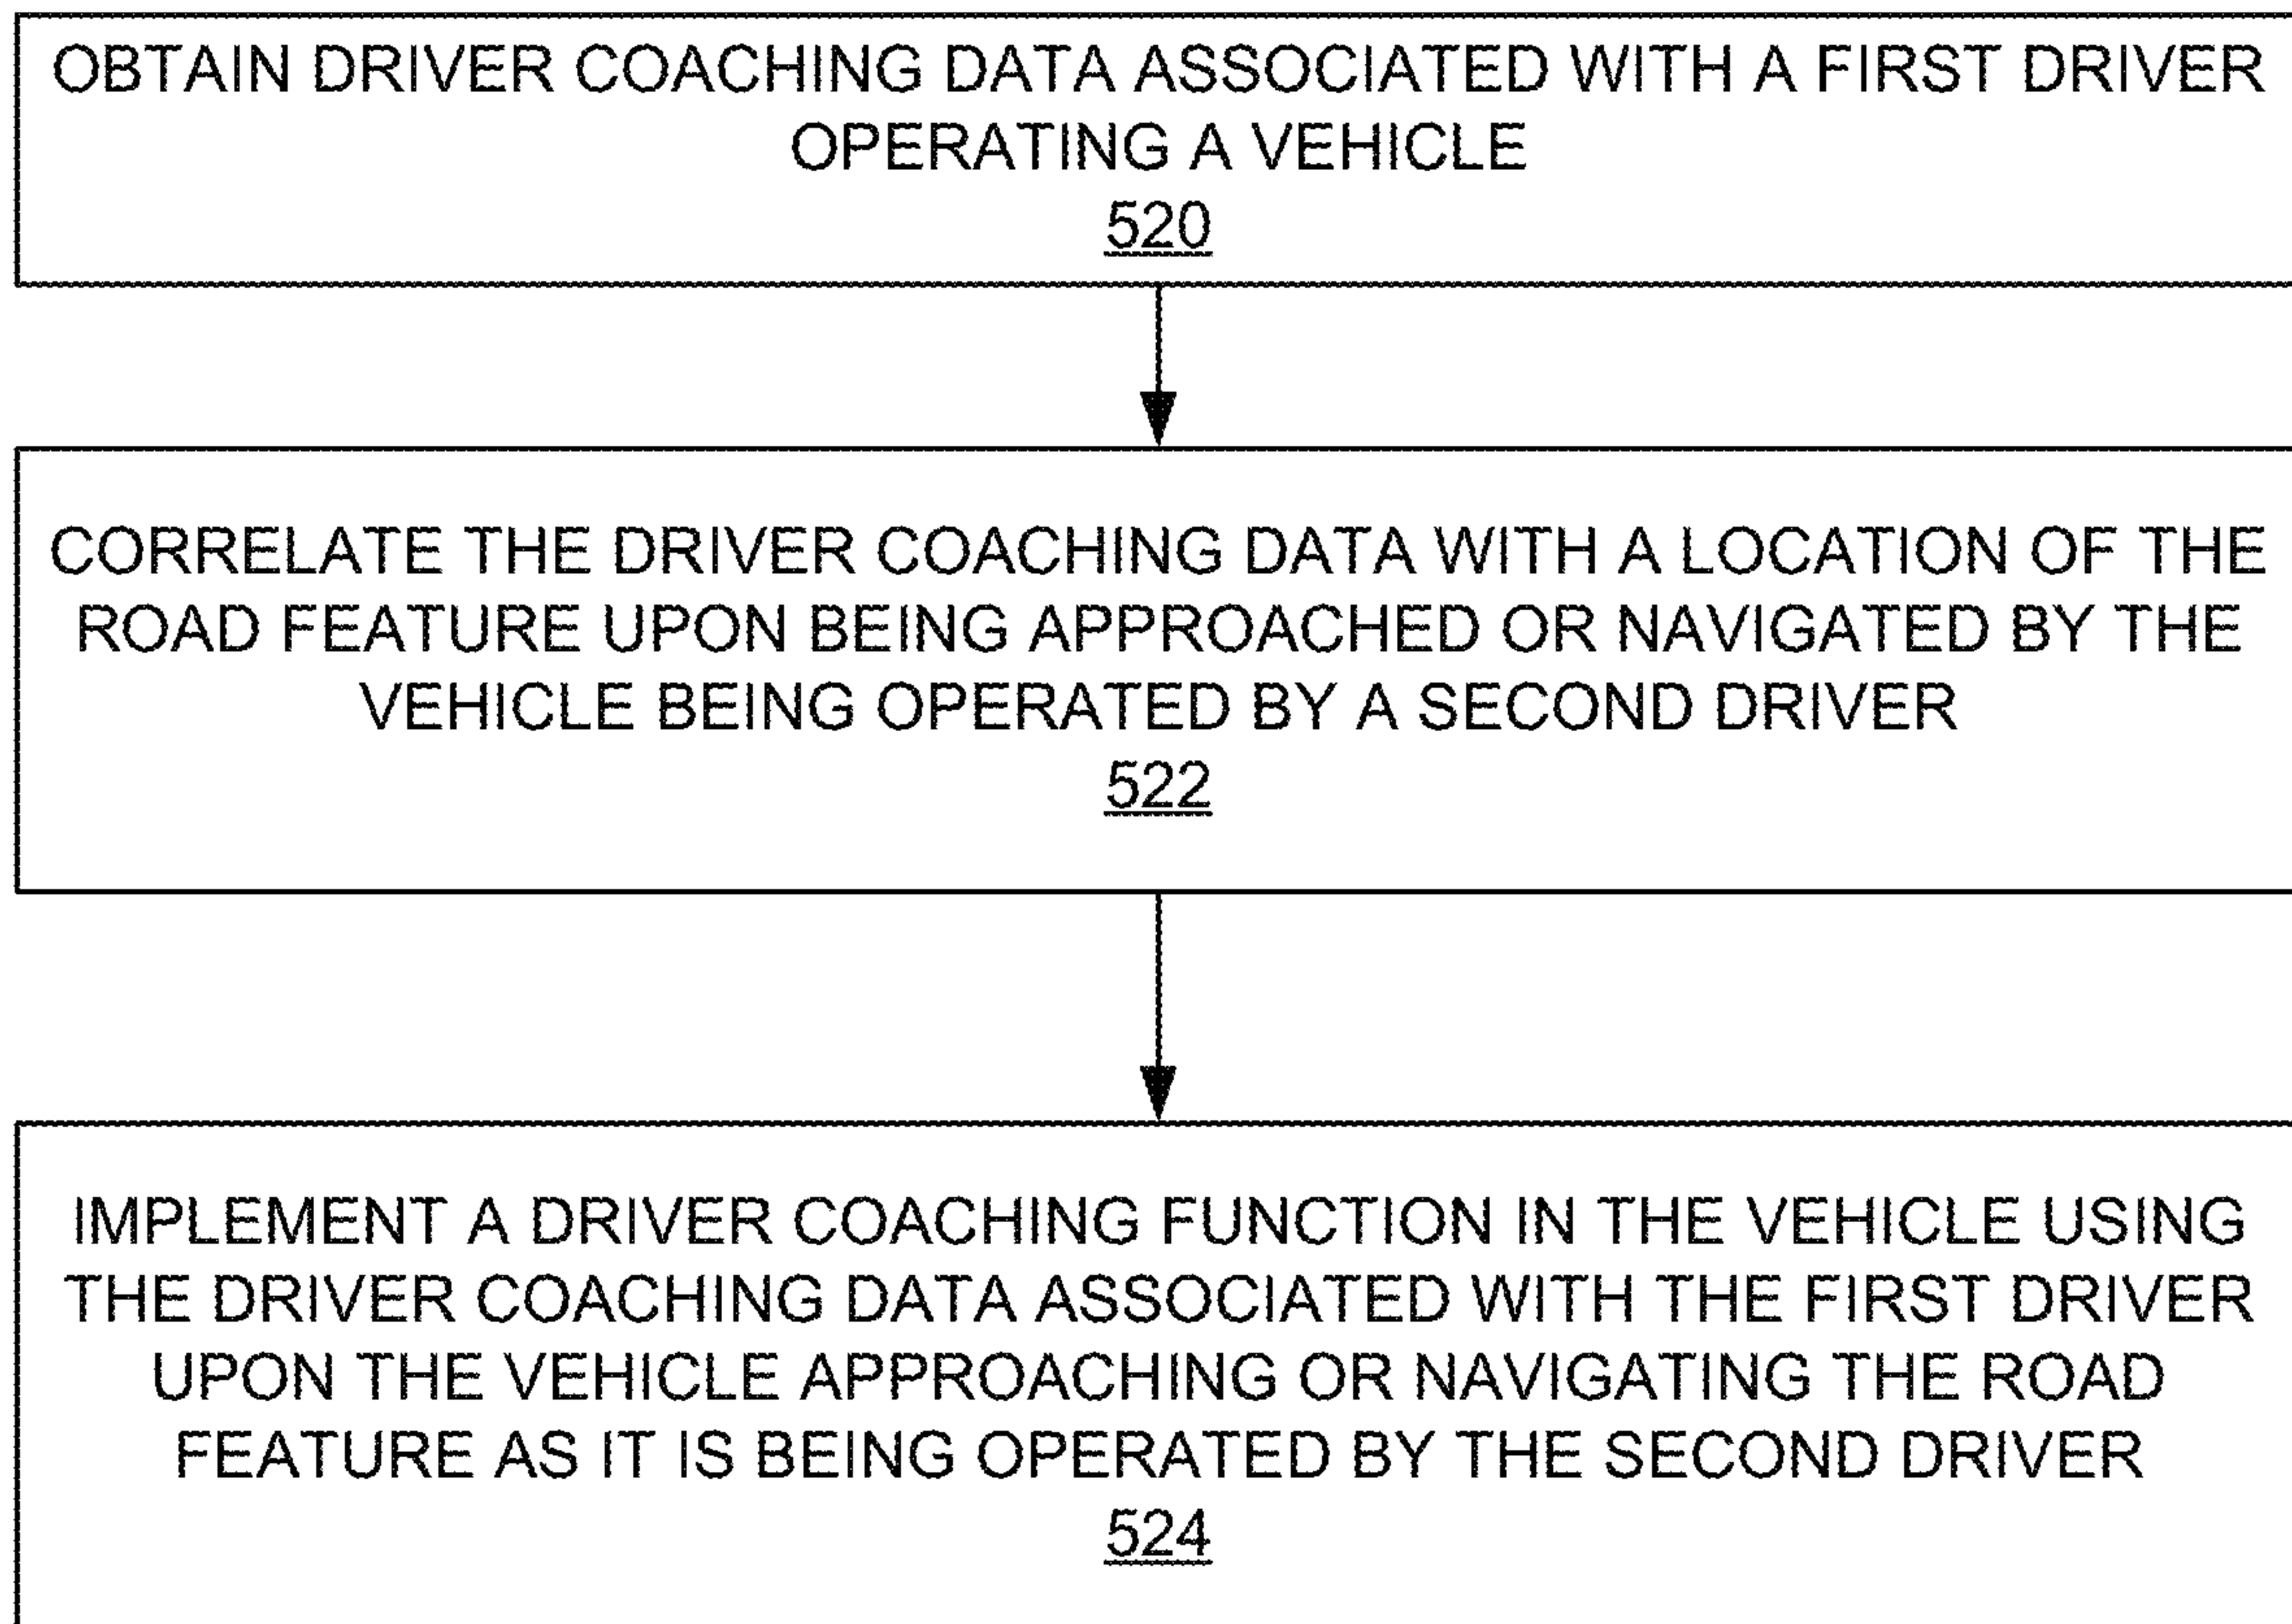 OBTAIN DRIVER COACHING DATA ASSOCIATED WITH A FIRST DRIVER
OPERATING A VEHICLE
520
CORRELATE THE DRIVER COACHING DATA WITH A LOCATION OF THE
ROAD FEATURE UPON BEING APPROACHED OR NAVIGATED BY THE
VEHICLE BEING OPERATED BY A SECOND DRIVER
522
IMPLEMENT A DRIVER COACHING FUNCTION IN THE VEHICLE USING
THE DRIVER COACHING DATA ASSOCIATED WITH THE FIRST DRIVER
UPON THE VEHICLE APPROACHING OR NAVIGATING THE ROAD
FEATURE AS IT IS BEING OPERATED BY THE SECOND DRIVER
524